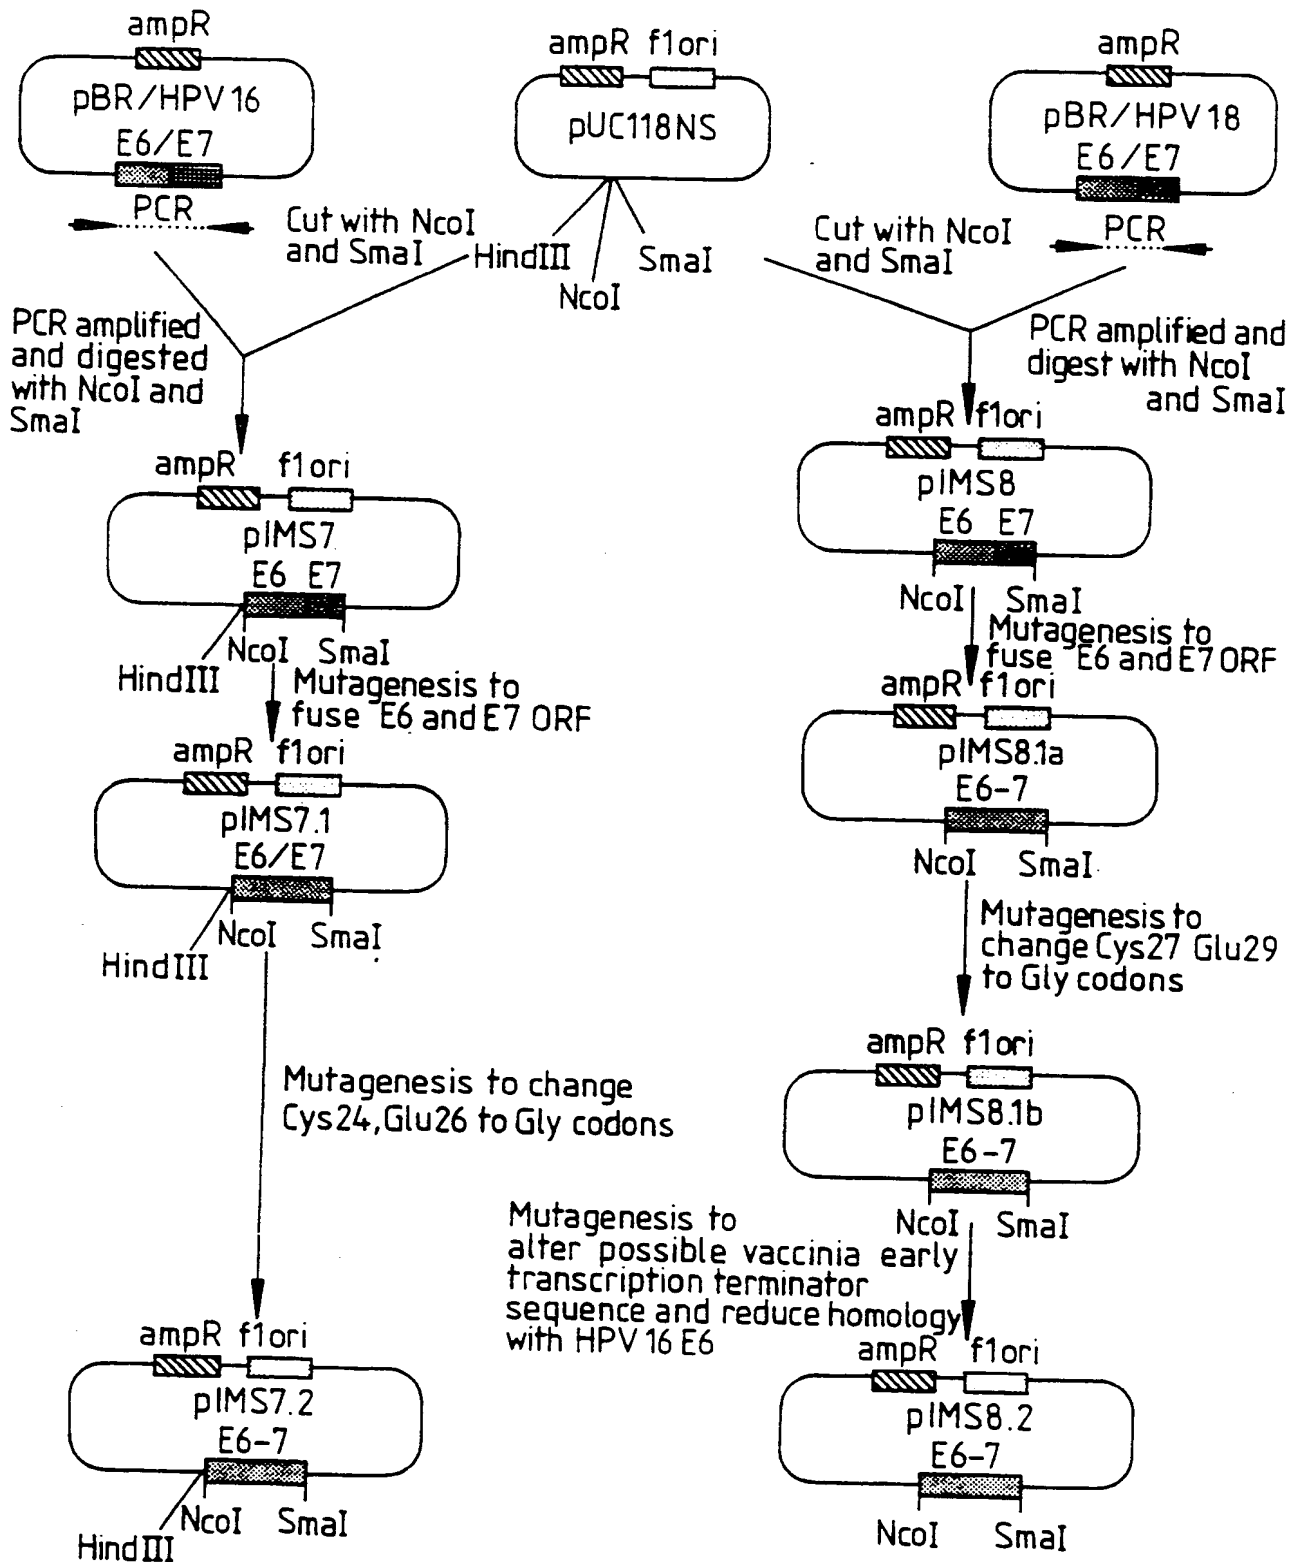 ampR
pBR/HPV16
E6/E7
PCR
ampR f1ori
pUC118NS
HindIII
NcoI
SmaI
ampR
pBR/HPV18
E6/E7
PCR
Cut with NcoI
and SmaI
Cut with NcoI
and SmaI
PCR amplified
and digested
with NcoI and
SmaI
PCR amplified and
digest with NcoI
and SmaI
ampR f1ori
pIMS7
E6 E7
NcoI SmaI
HindIII
Mutagenesis to
fuse E6 and E7 ORF
ampR f1ori
pIMS7.1
E6/E7
NcoI SmaI
HindIII
Mutagenesis to change
Cys24,Glu26 to Gly codons
ampR f1ori
pIMS7.2
E6-7
NcoI SmaI
HindIII
ampR f1ori
pIMS8
E6 E7
NcoI SmaI
Mutagenesis to
fuse E6 and E7 ORF
ampR f1ori
pIMS8.1a
E6-7
NcoI SmaI
Mutagenesis to
change Cys27 Glu29
to Gly codons
ampR f1ori
pIMS8.1b
E6-7
NcoI SmaI
Mutagenesis to
alter possible vaccinia early
transcription terminator
sequence and reduce homology
with HPV16 E6
ampR f1ori
pIMS8.2
E6-7
NcoI SmaI